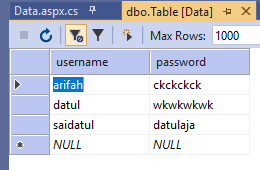 Data.aspx.cs dbo.Table [Data]
Max Rows: 1000
username password
arifah ckckckck
datul wkwkwkwk
saidatul datulaja
NULL NULL